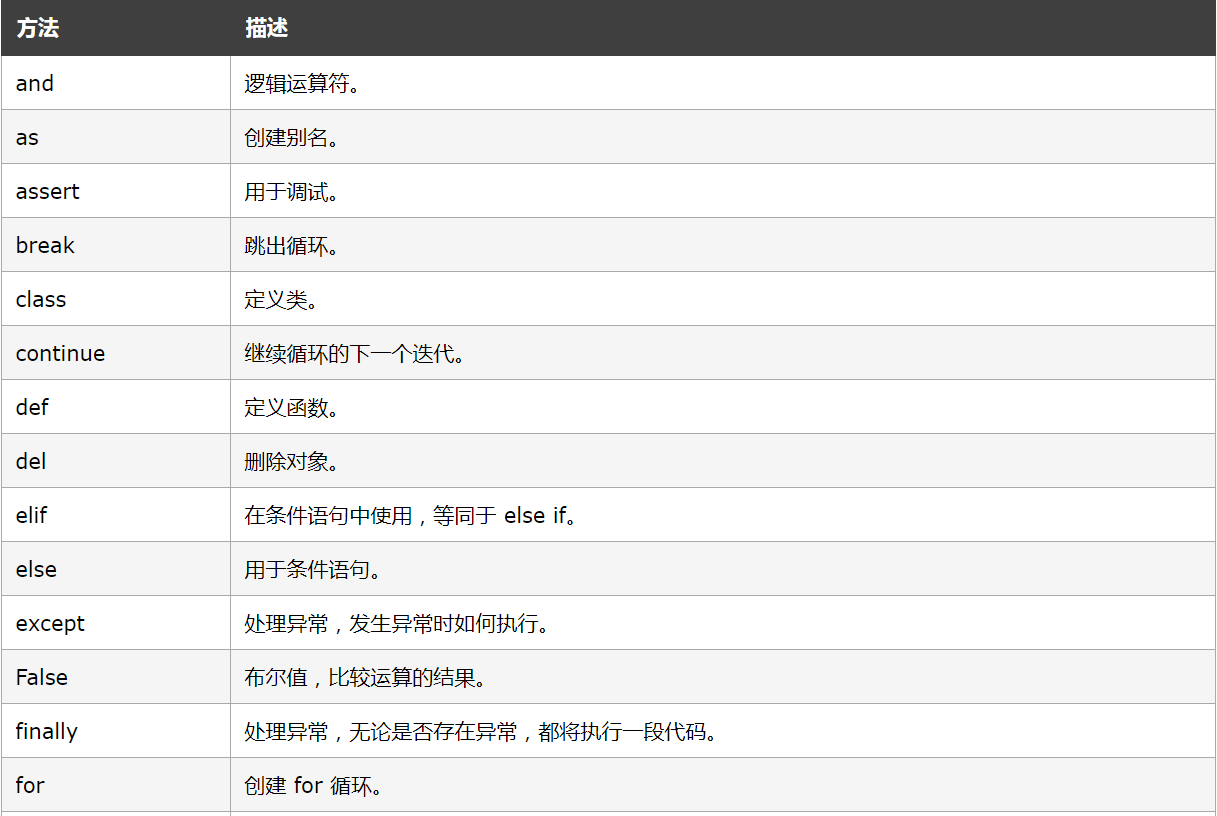 方法 描述
and 逻辑运算符。
as 创建别名。
assert 用于调试。
break 跳出循环。
class 定义类。
continue 继续循环的下一个迭代。
def 定义函数。
del 删除对象。
elif 在条件语句中使用，等同于 else if。
else 用于条件语句。
except 处理异常，发生异常时如何执行。
False 布尔值，比较运算的结果。
finally 处理异常，无论是否存在异常，都将执行一段代码。
for 创建 for 循环。